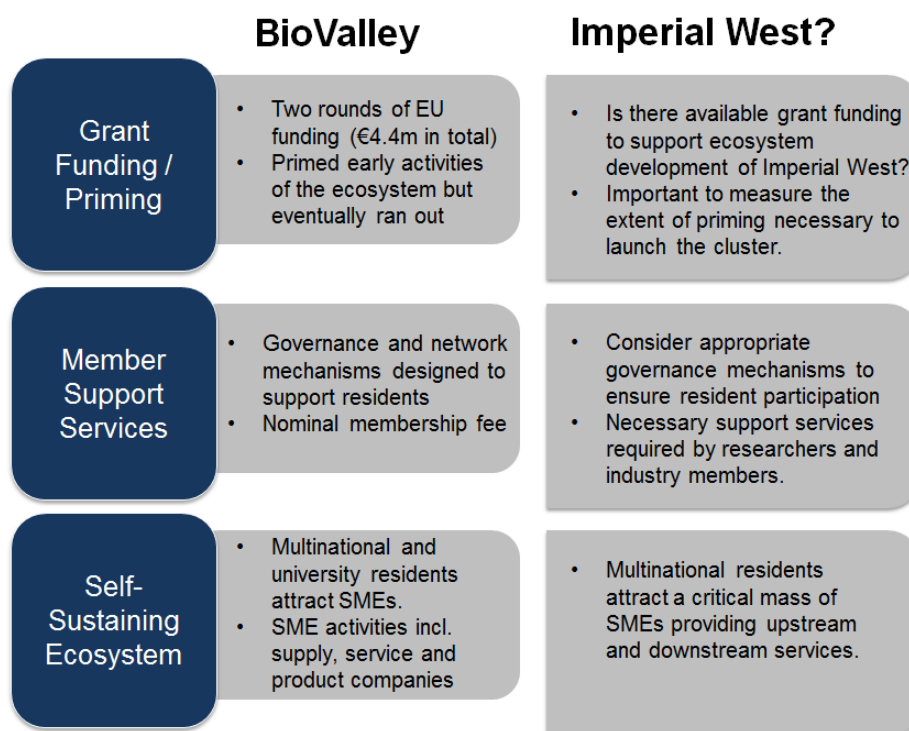 BioValley
Imperial West?
Grant
Funding /
Priming
• Two rounds of EU
funding (€4.4m in total)
• Primed early activities
of the ecosystem but
eventually ran out
• Is there available grant funding
to support ecosystem
development of Imperial West?
• Important to measure the
extent of priming necessary to
launch the cluster.
Member
Support
Services
• Governance and network
mechanisms designed to
support residents
• Nominal membership fee
• Consider appropriate
governance mechanisms to
ensure resident participation
• Necessary support services
required by researchers and
industry members.
Self-
Sustaining
Ecosystem
• Multinational and
university residents
attract SMEs.
• SME activities incl.
supply, service and
product companies
• Multinational residents
attract a critical mass of
SMEs providing upstream
and downstream services.